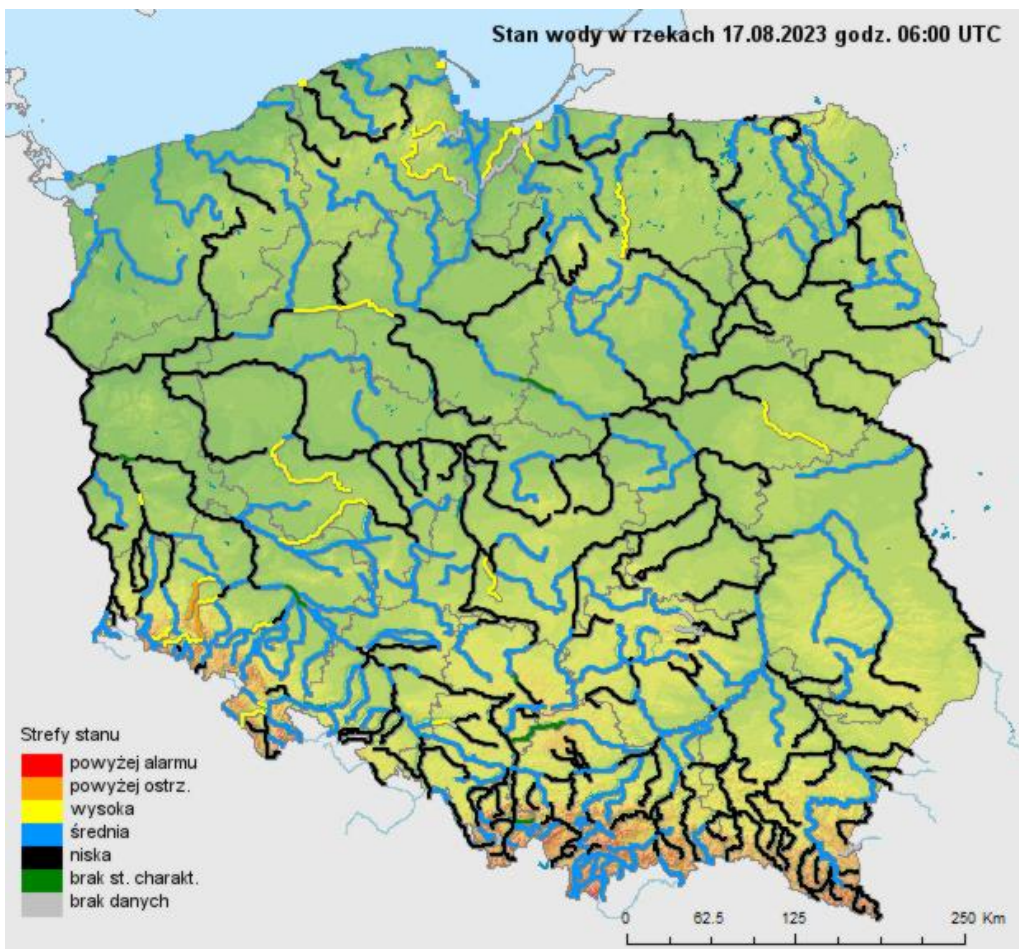 Stan wody w rzekach 17.08.2023 godz. 06:00 UTC
Strefy stanu
powyżej alarmu
powyżej ostrz.
wysoka
średnia
niska
brak st. charakt.
brak danych
0 62.5 125 250 Km